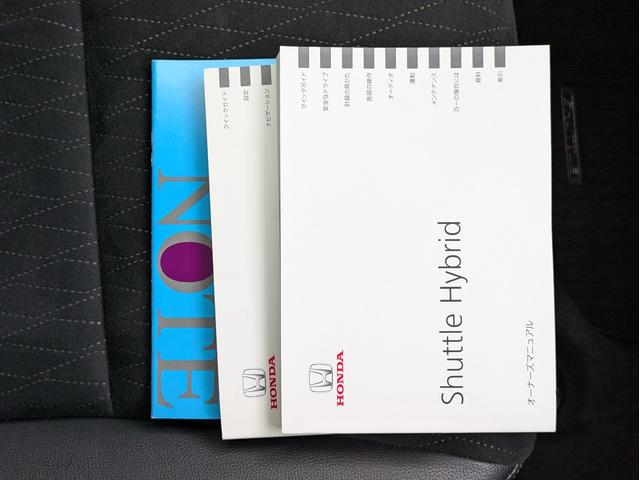 NOTE
クイックガイド
設定
ナビゲーション
HONDA
クイックガイド
安全なドライブ
計器の見かた
各部の操作
オーディオ
運転
メンテナンス
万一の場合には
資料
索引
Shuttle Hybrid
オーナーズマニュアル
HONDA